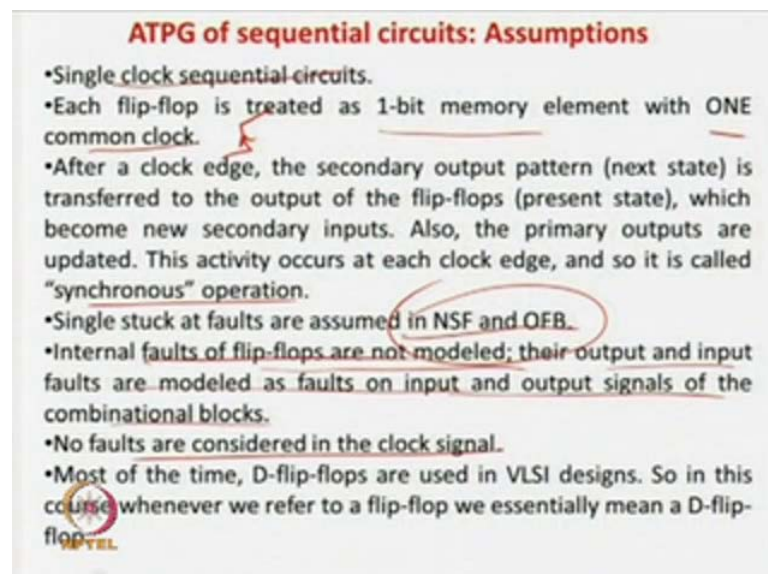 ATPG of sequential circuits: Assumptions
•Single clock sequential circuits.
•Each flip-flop is treated as 1-bit memory element with ONE
common clock.
•After a clock edge, the secondary output pattern (next state) is
transferred to the output of the flip-flops (present state), which
become new secondary inputs. Also, the primary outputs are
updated. This activity occurs at each clock edge, and so it is called
“synchronous” operation.
•Single stuck at faults are assumed in NSF and OFB.
•Internal faults of flip-flops are not modeled; their output and input
faults are modeled as faults on input and output signals of the
combinational blocks.
•No faults are considered in the clock signal.
•Most of the time, D-flip-flops are used in VLSI designs. So in this
course whenever we refer to a flip-flop we essentially mean a D-flip-
flop.
NPTEL